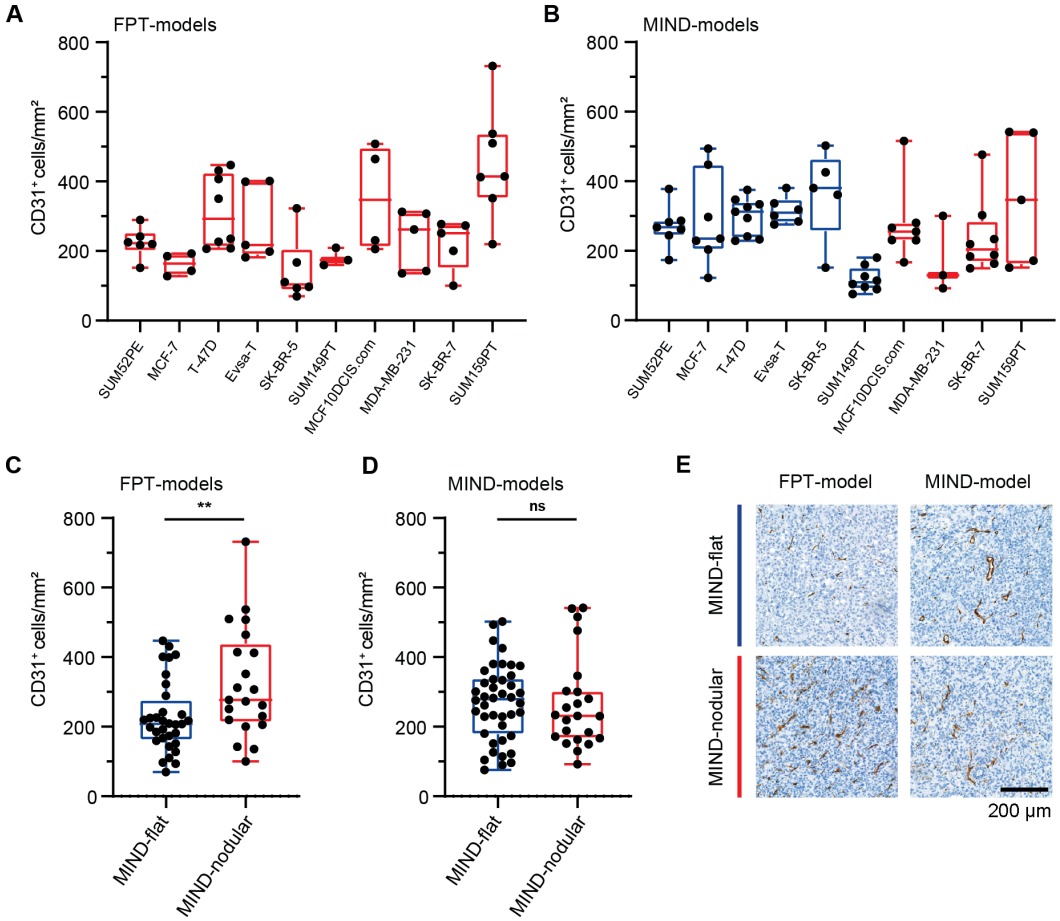 A
FPT-models
CD31⁺ cells/mm²
800
600
400
200
0
SUM52PE
MCF-7
T-47D
Evsa-T
SK-BR-5
SUM149PT
MCF10DCIS.com
MDA-MB-231
SK-BR-7
SUM159PT
B
MIND-models
CD31⁺ cells/mm²
800
600
400
200
0
SUM52PE
MCF-7
T-47D
Evsa-T
SK-BR-5
SUM149PT
MCF10DCIS.com
MDA-MB-231
SK-BR-7
SUM159PT
C
FPT-models
**
CD31⁺ cells/mm²
800
600
400
200
0
MIND-flat
MIND-nodular
D
MIND-models
ns
CD31⁺ cells/mm²
800
600
400
200
0
MIND-flat
MIND-nodular
E
FPT-model
MIND-model
MIND-flat
MIND-nodular
200 µm